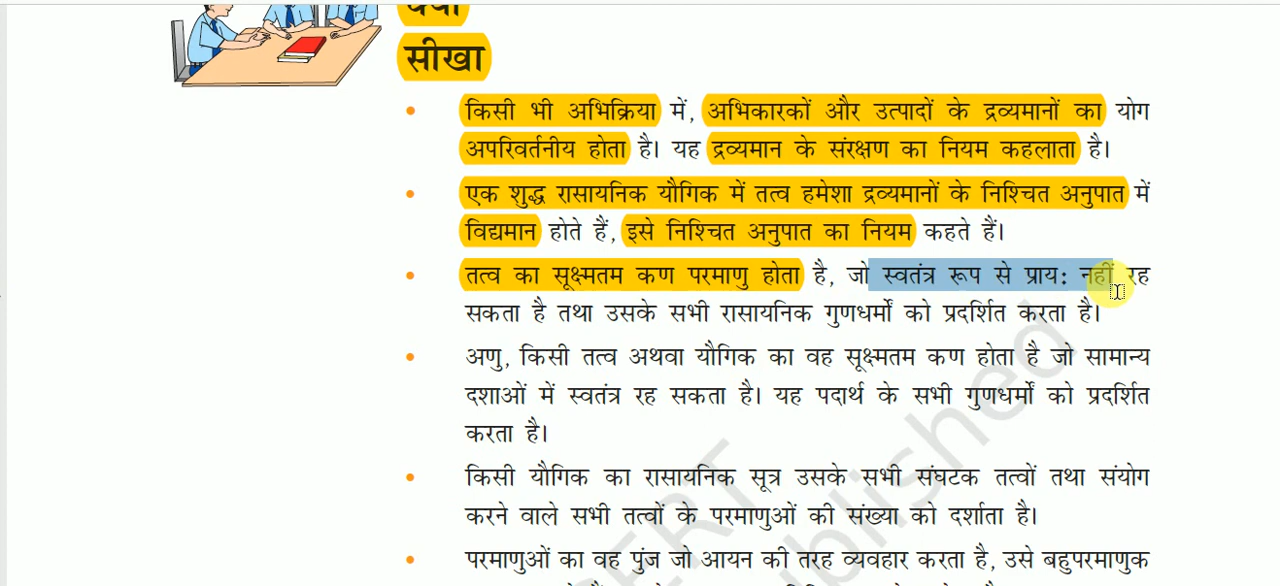 सीखा
• किसी भी अभिक्रिया में, अभिकारकों और उत्पादों के द्रव्यमानों का योग
अपरिवर्तनीय होता है। यह द्रव्यमान के संरक्षण का नियम कहलाता है।
• एक शुद्ध रासायनिक यौगिक में तत्व हमेशा द्रव्यमानों के निश्चित अनुपात में
विद्यमान होते हैं, इसे निश्चित अनुपात का नियम कहते हैं।
• तत्व का सूक्ष्मतम कण परमाणु होता है, जो स्वतंत्र रूप से प्राय: नहीं रह
सकता है तथा उसके सभी रासायनिक गुणधर्मों को प्रदर्शित करता है।
• अणु, किसी तत्व अथवा यौगिक का वह सूक्ष्मतम कण होता है जो सामान्य
दशाओं में स्वतंत्र रह सकता है। यह पदार्थ के सभी गुणधर्मों को प्रदर्शित
करता है।
• किसी यौगिक का रासायनिक सूत्र उसके सभी संघटक तत्वों तथा संयोग
करने वाले सभी तत्वों के परमाणुओं की संख्या को दर्शाता है।
• परमाणुओं का वह पुंज जो आयन की तरह व्यवहार करता है, उसे बहुपरमाणुक